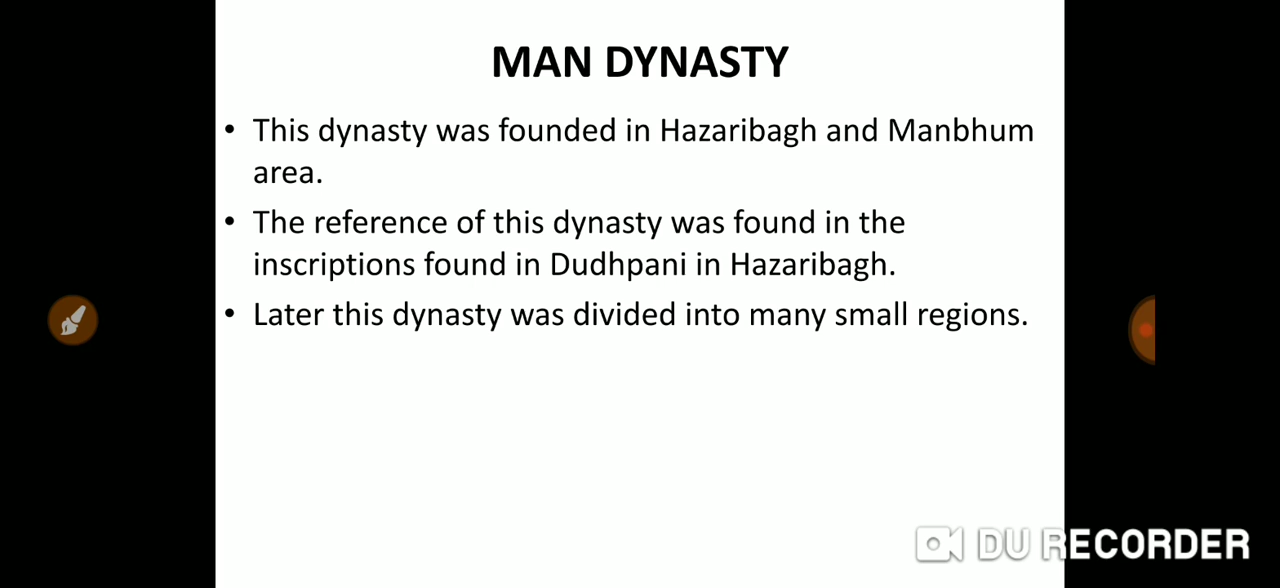 MAN DYNASTY
• This dynasty was founded in Hazaribagh and Manbhum
area.
• The reference of this dynasty was found in the
inscriptions found in Dudhpani in Hazaribagh.
• Later this dynasty was divided into many small regions.
DU RECORDER